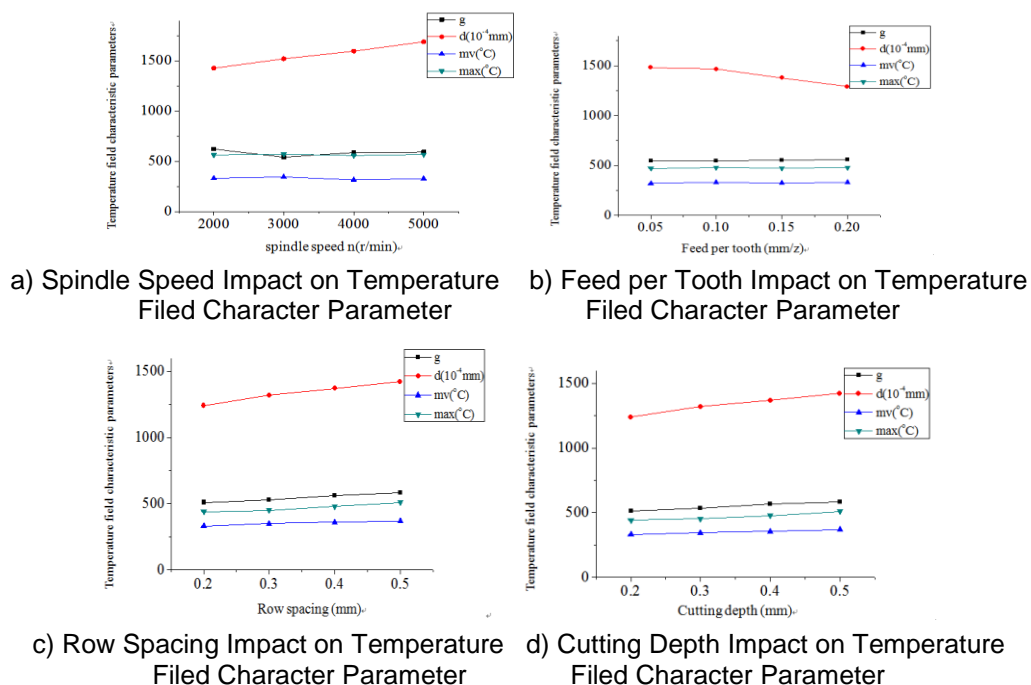 Temperature field characteristic parameters
1500
1000
500
0
g
d(10⁻⁴mm)
mv(°C)
max(°C)
2000 3000 4000 5000
spindle speed n(r/min)
a) Spindle Speed Impact on Temperature
Filed Character Parameter
Temperature field characteristic parameters
1500
1000
500
0
g
d(10⁻⁴mm)
mv(°C)
max(°C)
0.05 0.10 0.15 0.20
Feed per tooth (mm/z)
b) Feed per Tooth Impact on Temperature
Filed Character Parameter
Temperature field characteristic parameters
1500
1000
500
0
g
d(10⁻⁴mm)
mv(°C)
max(°C)
0.2 0.3 0.4 0.5
Row spacing (mm)
c) Row Spacing Impact on Temperature
Filed Character Parameter
Temperature field characteristic parameters
1500
1000
500
0
g
d(10⁻⁴mm)
mv(°C)
max(°C)
0.2 0.3 0.4 0.5
Cutting depth (mm)
d) Cutting Depth Impact on Temperature
Filed Character Parameter